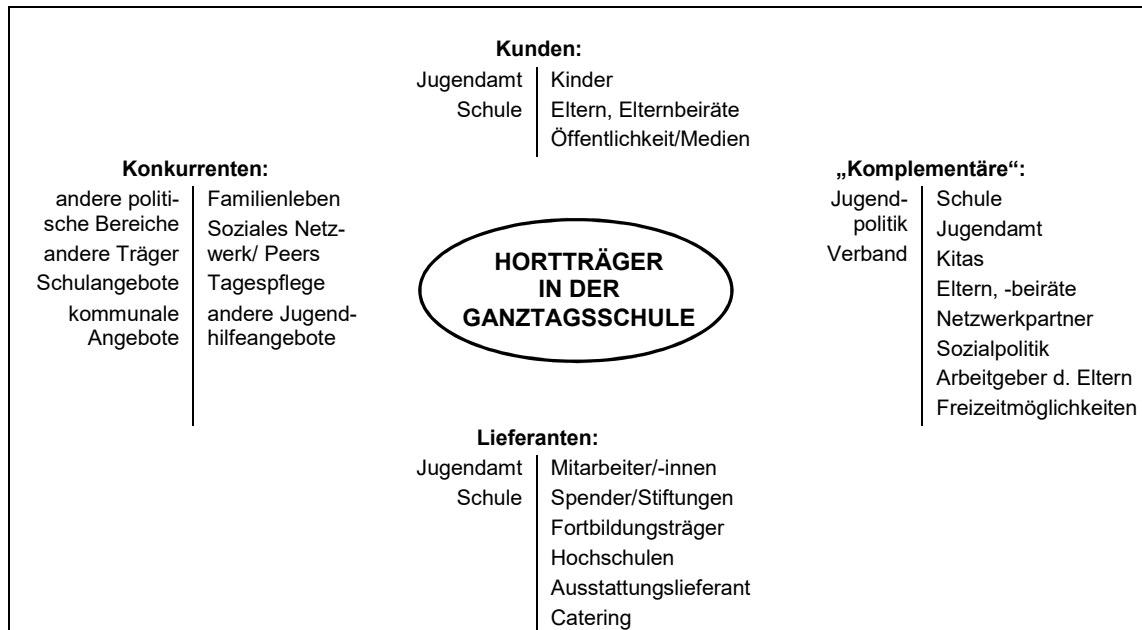 Kunden:
Jugendamt
Schule
Kinder
Eltern, Elternbeiräte
Öffentlichkeit/Medien
Konkurrenten:
andere politi-
sche Bereiche
andere Träger
Schulangebote
kommunale
Angebote
Familienleben
Soziales Netz-
werk/ Peers
Tagespflege
andere Jugend-
hilfeangebote
HORTTRÄGER
IN DER
GANZTAGSSCHULE
„Komplementäre“:
Jugend-
politik
Verband
Schule
Jugendamt
Kitas
Eltern, -beiräte
Netzwerkpartner
Sozialpolitik
Arbeitgeber d. Eltern
Freizeitmöglichkeiten
Lieferanten:
Jugendamt
Schule
Mitarbeiter/-innen
Spender/Stiftungen
Fortbildungsträger
Hochschulen
Ausstattungslieferant
Catering